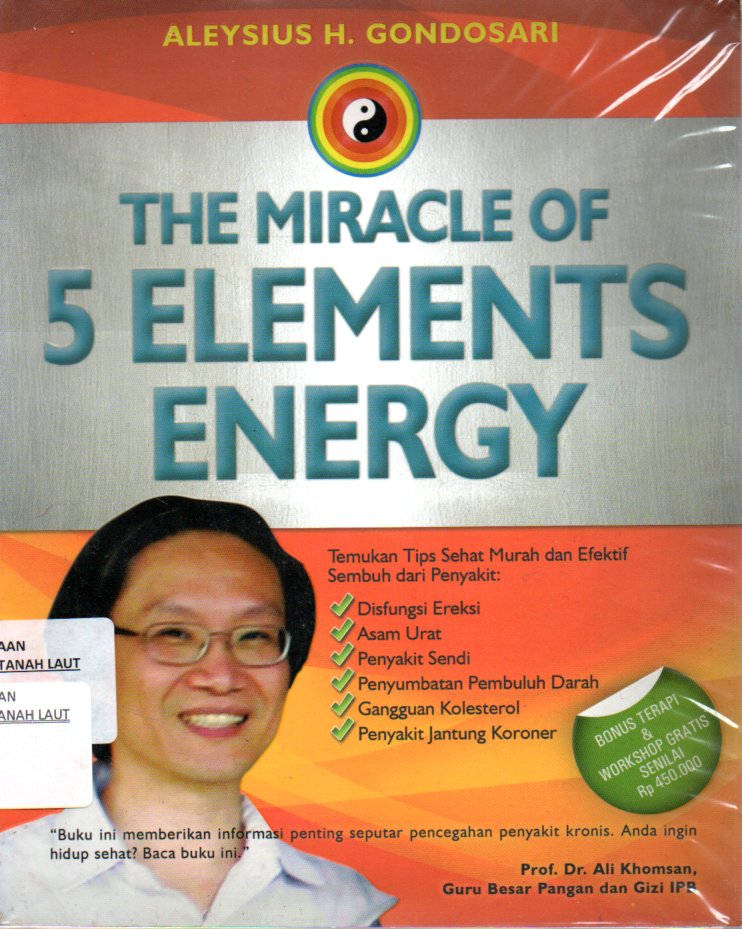 ALEYSIUS H. GONDOSARI
THE MIRACLE OF
5 ELEMENTS
ENERGY
Temukan Tips Sehat Murah dan Efektif
Sembuh dari Penyakit:
Disfungsi Ereksi
Asam Urat
Penyakit Sendi
Penyumbatan Pembuluh Darah
Gangguan Kolesterol
Penyakit Jantung Koroner
AAN
TANAH LAUT
AN
ANAH LAUT
BONUS TERAPI
&
WORKSHOP GRATIS
SENILAI
Rp 450.000
"Buku ini memberikan informasi penting seputar pencegahan penyakit kronis. Anda ingin
hidup sehat? Baca buku ini."
Prof. Dr. Ali Khomsan,
Guru Besar Pangan dan Gizi IPB